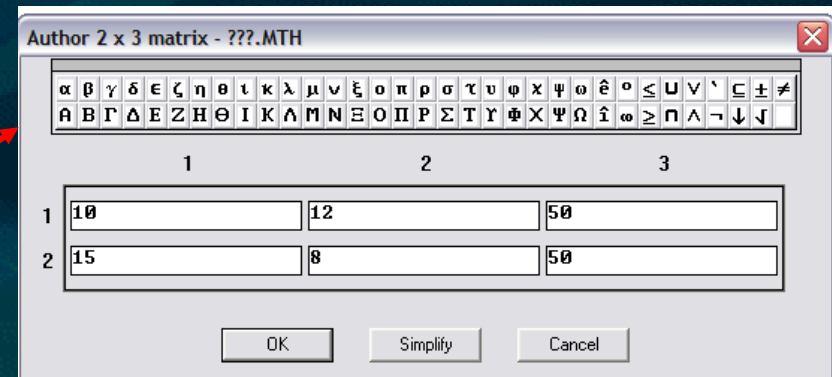 Author 2 x 3 matrix - ???.MTH
α β γ δ ε ζ η θ ι κ λ μ ν ξ ο π ρ σ τ υ φ χ ψ ω ê ° ≤ ∪ ∨ ` ⊆ ± ≠
Α Β Γ Δ Ε Ζ Η Θ Ι Κ Λ Μ Ν Ξ Ο Π Ρ Σ Τ Υ Φ Χ Ψ Ω î ∞ ≥ ∩ ∧ ¬ ↓ √
1 2 3
1 10 12 50
2 15 8 50
OK Simplify Cancel